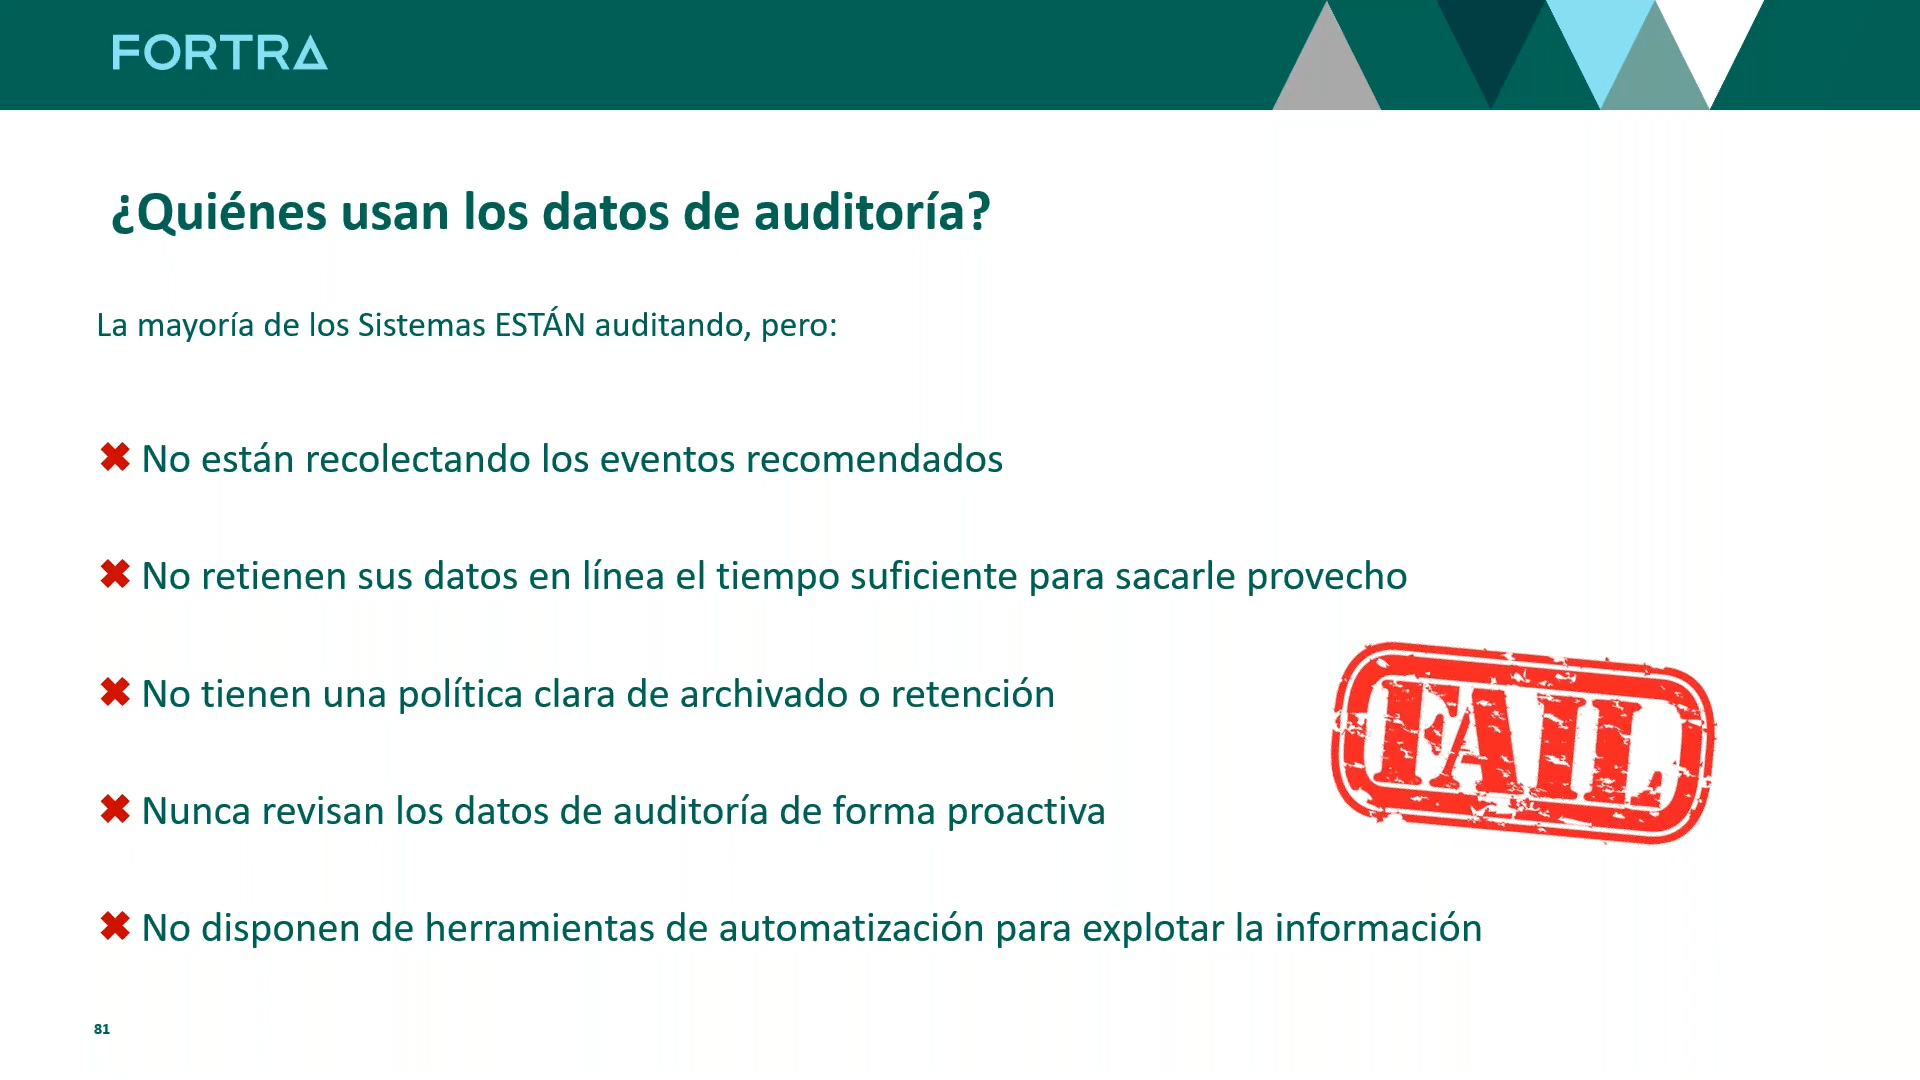 FORTRA
¿Quiénes usan los datos de auditoría?
La mayoría de los Sistemas ESTÁN auditando, pero:
✖ No están recolectando los eventos recomendados
✖ No retienen sus datos en línea el tiempo suficiente para sacarle provecho
✖ No tienen una política clara de archivado o retención
FAIL
✖ Nunca revisan los datos de auditoría de forma proactiva
✖ No disponen de herramientas de automatización para explotar la información
81